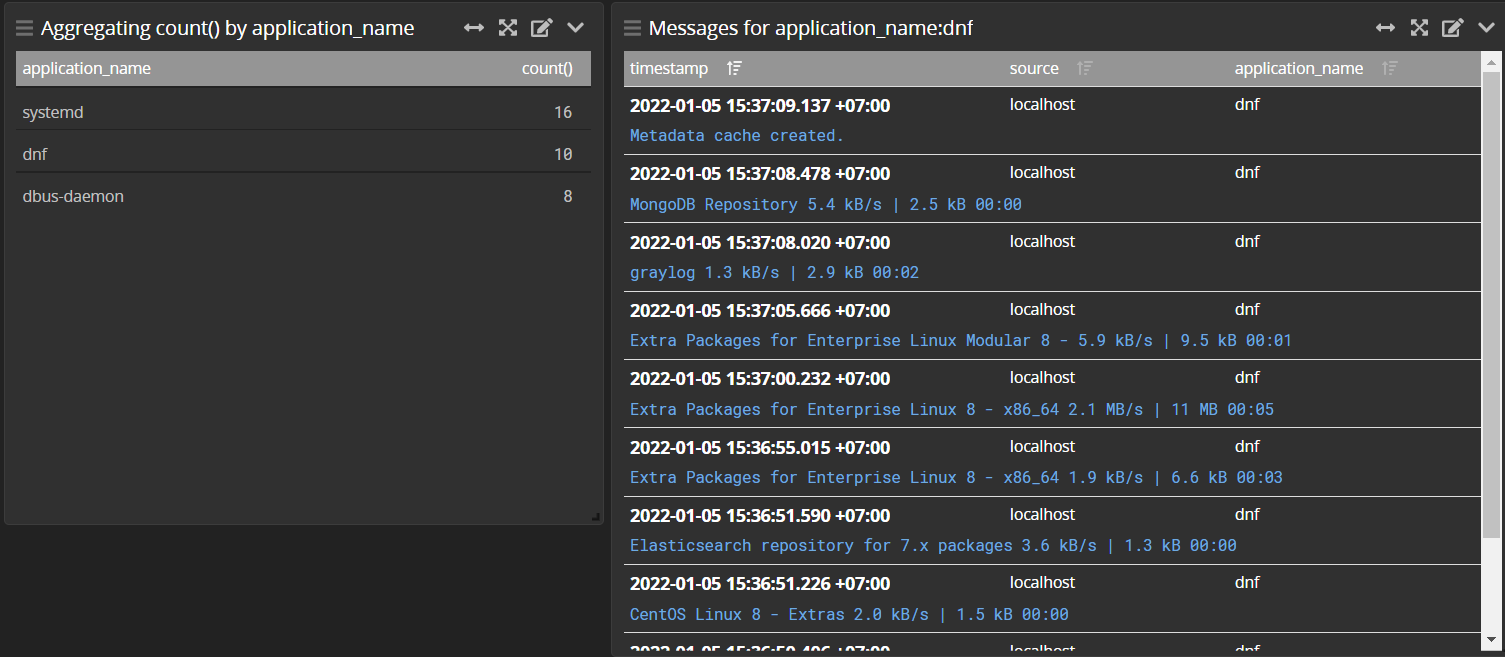 Aggregating count() by application_name
application_name count()
systemd 16
dnf 10
dbus-daemon 8
Messages for application_name:dnf
timestamp source application_name
2022-01-05 15:37:09.137 +07:00 localhost dnf
Metadata cache created.
2022-01-05 15:37:08.478 +07:00 localhost dnf
MongoDB Repository 5.4 kB/s | 2.5 kB 00:00
2022-01-05 15:37:08.020 +07:00 localhost dnf
graylog 1.3 kB/s | 2.9 kB 00:02
2022-01-05 15:37:05.666 +07:00 localhost dnf
Extra Packages for Enterprise Linux Modular 8 - 5.9 kB/s | 9.5 kB 00:01
2022-01-05 15:37:00.232 +07:00 localhost dnf
Extra Packages for Enterprise Linux 8 - x86_64 2.1 MB/s | 11 MB 00:05
2022-01-05 15:36:55.015 +07:00 localhost dnf
Extra Packages for Enterprise Linux 8 - x86_64 1.9 kB/s | 6.6 kB 00:03
2022-01-05 15:36:51.590 +07:00 localhost dnf
Elasticsearch repository for 7.x packages 3.6 kB/s | 1.3 kB 00:00
2022-01-05 15:36:51.226 +07:00 localhost dnf
CentOS Linux 8 - Extras 2.0 kB/s | 1.5 kB 00:00
2022-01-05 +07:00 localhost dnf